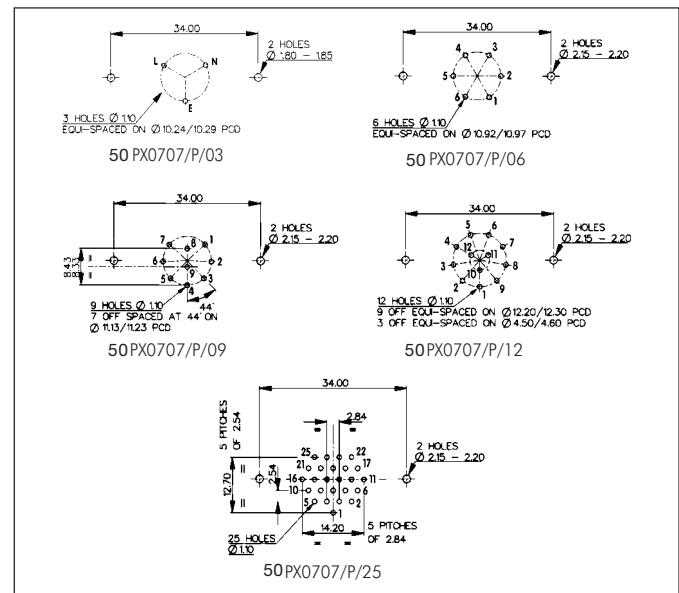 34.00
2 HOLES
Ø 1.80 - 1.85
L
N
E
3 HOLES Ø 1.10
EQUI-SPACED ON Ø 10.24/10.29 PCD
50 PX0707/P/03
34.00
2 HOLES
Ø 2.15 - 2.20
4
3
5
2
6
1
6 HOLES Ø 1.10
EQUI-SPACED ON Ø 10.92/10.97 PCD
50 PX0707/P/06
34.00
2 HOLES
Ø 2.15 - 2.20
7
8
1
6
2
5
9
3
4
8.43
8.33
=
=
44°
9 HOLES Ø 1.10
7 OFF SPACED AT 44° ON
Ø 11.13/11.23 PCD
50 PX0707/P/09
34.00
2 HOLES
Ø 2.15 - 2.20
5
6
4
12
11
7
3
8
10
2
9
1
12 HOLES Ø 1.10
9 OFF EQUI-SPACED ON Ø 12.20/12.30 PCD
3 OFF EQUI-SPACED ON Ø 4.50/4.60 PCD
50 PX0707/P/12
34.00
2.84
=
=
5 PITCHES
OF 2.54
12.70
=
=
2.54
2 HOLES
Ø 2.15 - 2.20
25
22
21
17
16
11
10
6
5
2
1
14.20
5 PITCHES
OF 2.84
=
=
25 HOLES
Ø 1.10
50 PX0707/P/25